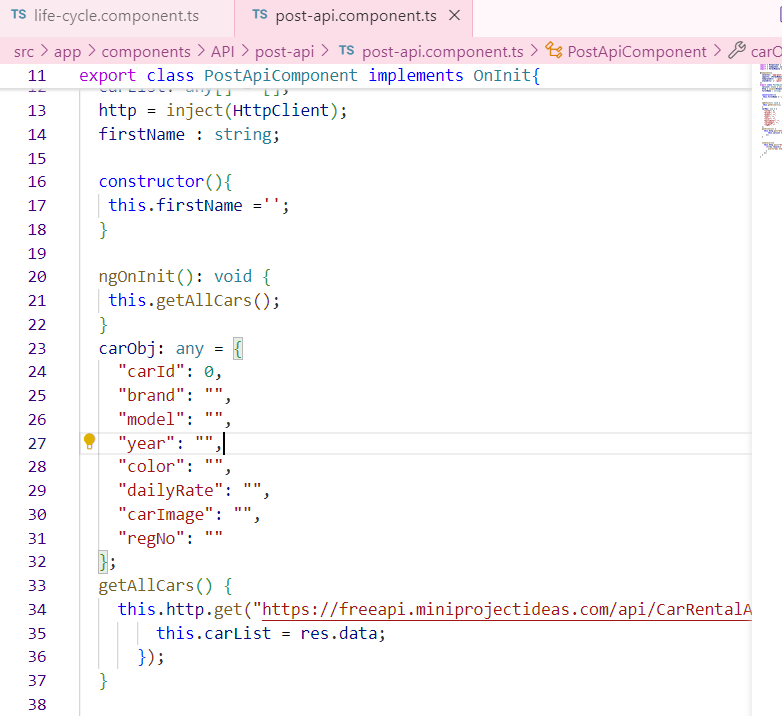 TS life-cycle.component.ts TS post-api.component.ts
src > app > components > API > post-api > TS post-api.component.ts > PostApiComponent > carO
11 export class PostApiComponent implements OnInit{
12 carList: any[] = [];
13 http = inject(HttpClient);
14 firstName : string;
15
16 constructor(){
17 this.firstName ='';
18 }
19
20 ngOnInit(): void {
21 this.getAllCars();
22 }
23 carObj: any = {
24 "carId": 0,
25 "brand": "",
26 "model": "",
27 "year": "",
28 "color": "",
29 "dailyRate": "",
30 "carImage": "",
31 "regNo": ""
32 };
33 getAllCars() {
34 this.http.get("https://freeapi.miniprojectideas.com/api/CarRentalA
35 this.carList = res.data;
36 });
37 }
38